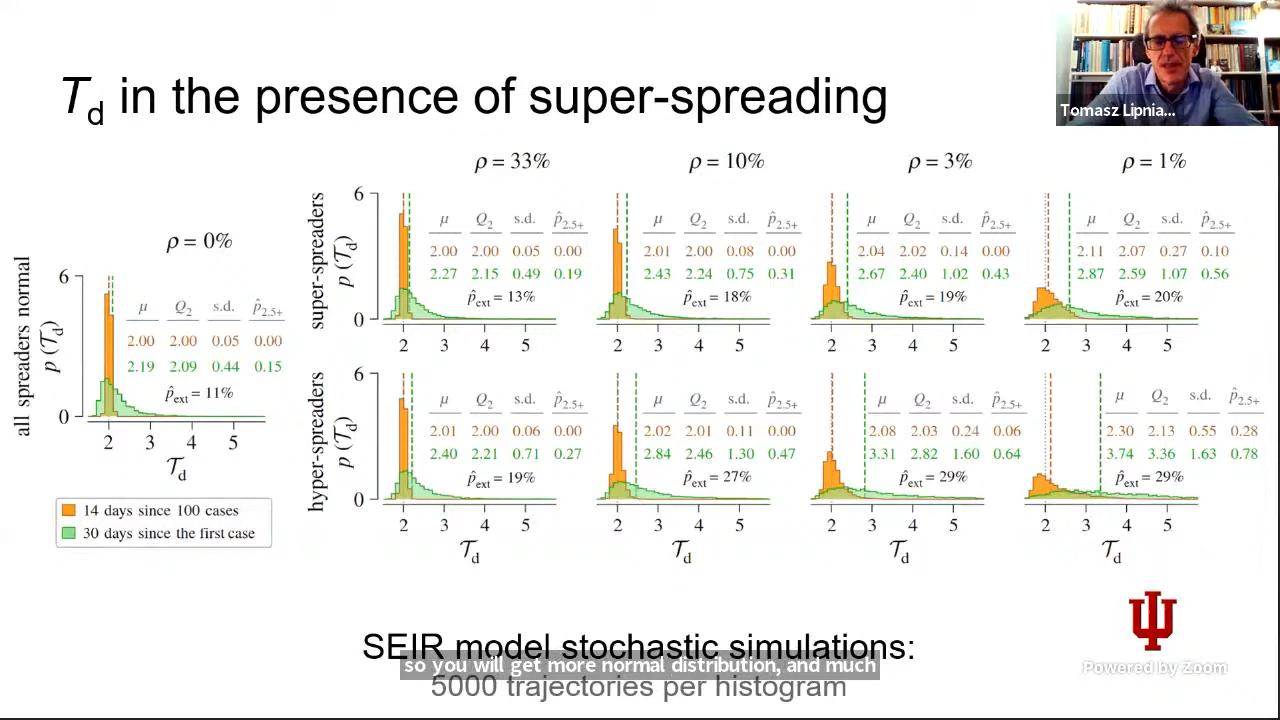 T_d in the presence of super-spreading
Tomasz Lipnia...
all spreaders normal
p (𝒯_d)
ρ = 0%
6
0
μ Q_2 s.d. p̂_2.5+
2.00 2.00 0.05 0.00
2.19 2.09 0.44 0.15
p̂_ext = 11%
2 3 4 5
𝒯_d
14 days since 100 cases
30 days since the first case
super-spreaders
p (𝒯_d)
6
0
ρ = 33%
μ Q_2 s.d. p̂_2.5+
2.00 2.00 0.05 0.00
2.27 2.15 0.49 0.19
p̂_ext = 13%
2 3 4 5
ρ = 10%
μ Q_2 s.d. p̂_2.5+
2.01 2.00 0.08 0.00
2.43 2.24 0.75 0.31
p̂_ext = 18%
2 3 4 5
ρ = 3%
μ Q_2 s.d. p̂_2.5+
2.04 2.02 0.14 0.00
2.67 2.40 1.02 0.43
p̂_ext = 19%
2 3 4 5
ρ = 1%
μ Q_2 s.d. p̂_2.5+
2.11 2.07 0.27 0.10
2.87 2.59 1.07 0.56
p̂_ext = 20%
2 3 4 5
hyper-spreaders
p (𝒯_d)
6
0
μ Q_2 s.d. p̂_2.5+
2.01 2.00 0.06 0.00
2.40 2.21 0.71 0.27
p̂_ext = 19%
2 3 4 5
𝒯_d
μ Q_2 s.d. p̂_2.5+
2.02 2.01 0.11 0.00
2.84 2.46 1.30 0.47
p̂_ext = 27%
2 3 4 5
𝒯_d
μ Q_2 s.d. p̂_2.5+
2.08 2.03 0.24 0.06
3.31 2.82 1.60 0.64
p̂_ext = 29%
2 3 4 5
𝒯_d
μ Q_2 s.d. p̂_2.5+
2.30 2.13 0.55 0.28
3.74 3.36 1.63 0.78
p̂_ext = 29%
2 3 4 5
𝒯_d
SEIR model stochastic simulations:
so you will get more normal distribution, and much
5000 trajectories per histogram
Powered by Zoom